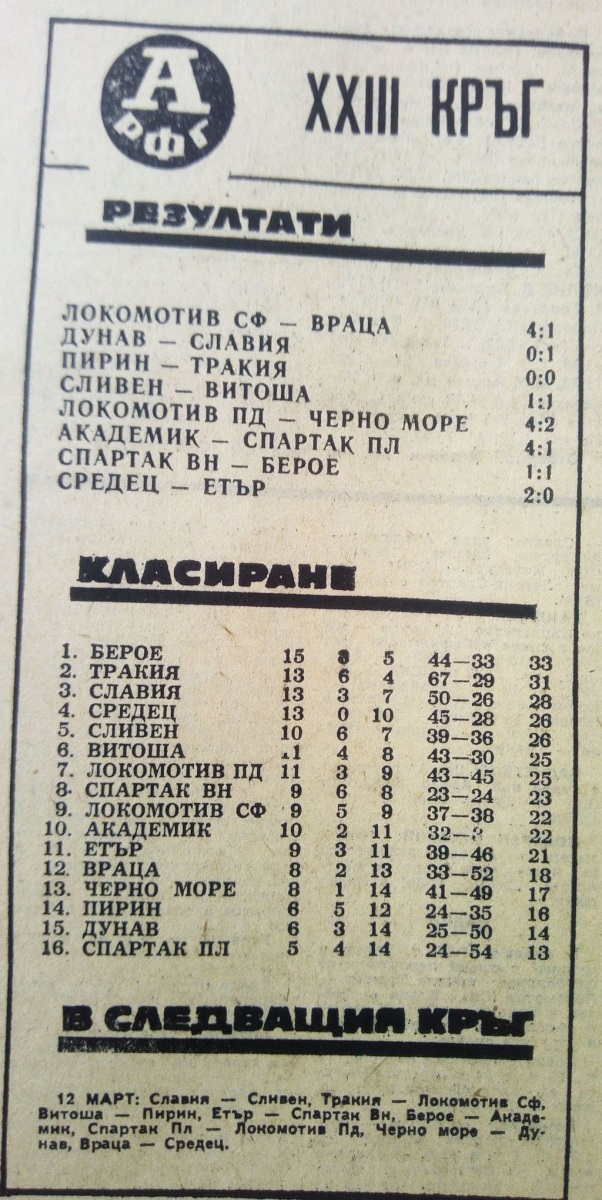 А
РФГ
XXIII КРЪГ
РЕЗУЛТАТИ
ЛОКОМОТИВ СФ — ВРАЦА 4:1
ДУНАВ — СЛАВИЯ 0:1
ПИРИН — ТРАКИЯ 0:0
СЛИВЕН — ВИТОША 1:1
ЛОКОМОТИВ ПД — ЧЕРНО МОРЕ 4:2
АКАДЕМИК — СПАРТАК ПЛ 4:1
СПАРТАК ВН — БЕРОЕ 1:1
СРЕДЕЦ — ЕТЪР 2:0
КЛАСИРАНЕ
1. БЕРОЕ 15 5 44—33 33
2. ТРАКИЯ 13 6 4 67—29 31
3. СЛАВИЯ 13 3 7 50—26 28
4. СРЕДЕЦ 13 0 10 45—28 26
5. СЛИВЕН 10 6 7 39—36 26
6. ВИТОША 4 8 43—30 25
7. ЛОКОМОТИВ ПД 11 3 9 43—45 25
8. СПАРТАК ВН 9 6 8 23—24 23
9. ЛОКОМОТИВ СФ 9 5 9 37—38 22
10. АКАДЕМИК 10 2 11 22
11. ЕТЪР 9 3 11 39—46 21
12. ВРАЦА 8 2 13 33—52 18
13. ЧЕРНО МОРЕ 8 1 14 41—49 17
14. ПИРИН 6 5 12 24—35 16
15. ДУНАВ 6 3 14 25—50 14
16. СПАРТАК ПЛ 5 4 14 24—54 13
В СЛЕДВАЩИЯ КРЪГ
12 МАРТ: Славия — Сливен, Тракия — Локомотив Сф,
Витоша — Пирин, Етър — Спартак Вн, Берое — Акаде-
мик, Спартак Пл — Локомотив Пд, Черно море — Ду-
нав, Враца — Средец.